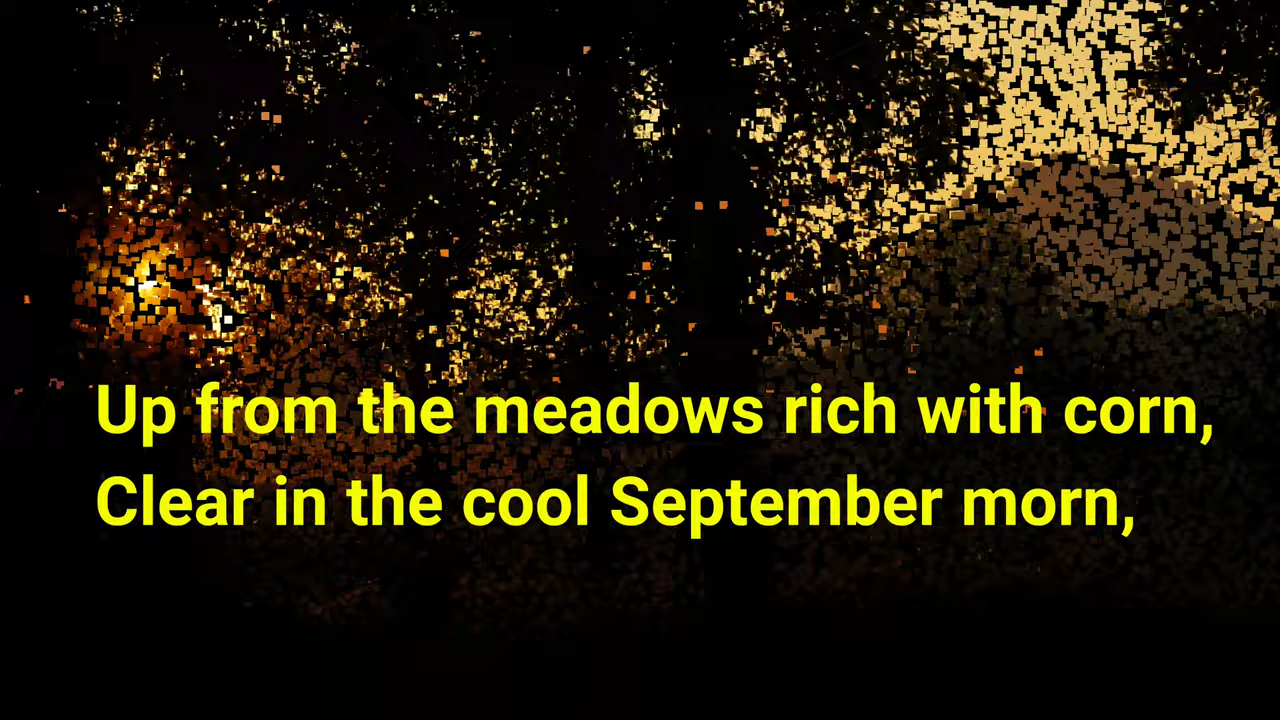 Up from the meadows rich with corn,
Clear in the cool September morn,